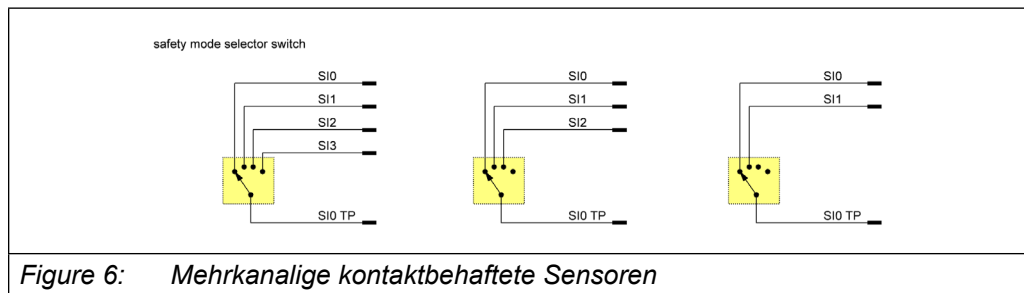 safety mode selector switch
SI0
SI1
SI2
SI3
SI0 TP
SI0
SI1
SI2
SI0 TP
SI0
SI1
SI0 TP
Figure 6: Mehrkanalige kontaktbehaftete Sensoren